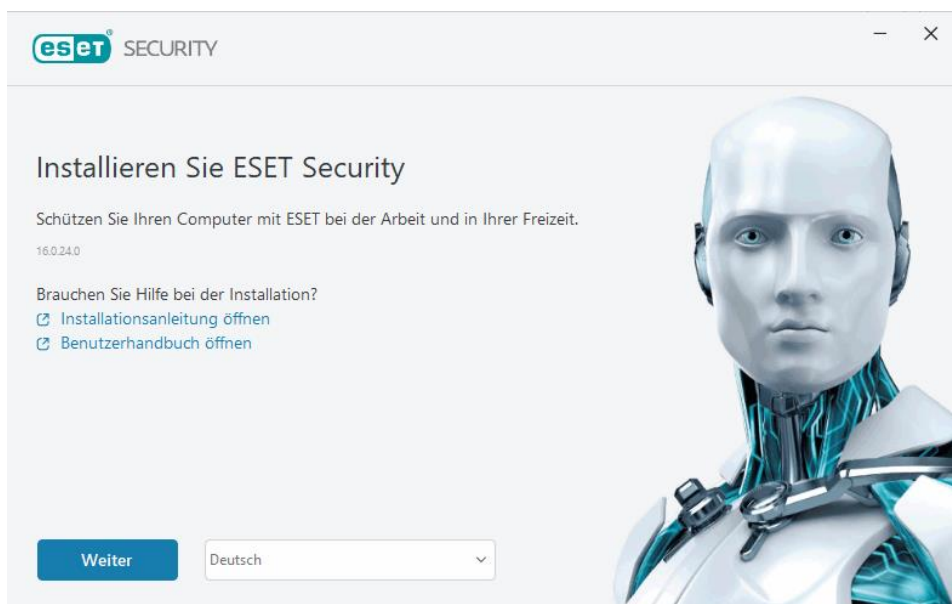 eseT® SECURITY
Installieren Sie ESET Security
Schützen Sie Ihren Computer mit ESET bei der Arbeit und in Ihrer Freizeit.
16.0.24.0
Brauchen Sie Hilfe bei der Installation?
Installationsanleitung öffnen
Benutzerhandbuch öffnen
Weiter
Deutsch